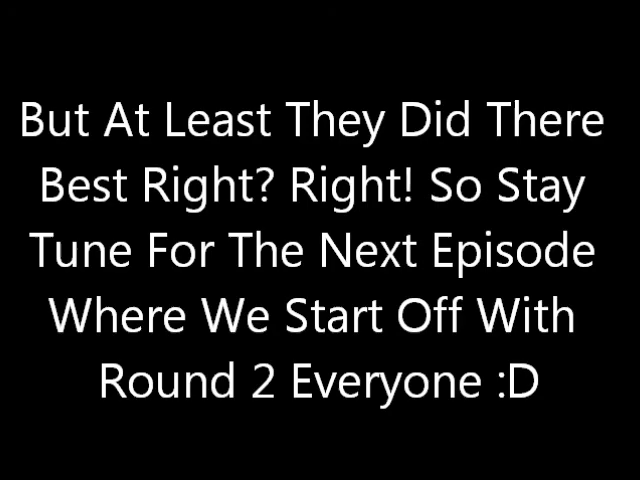 But At Least They Did There
Best Right? Right! So Stay
Tune For The Next Episode
Where We Start Off With
Round 2 Everyone :D